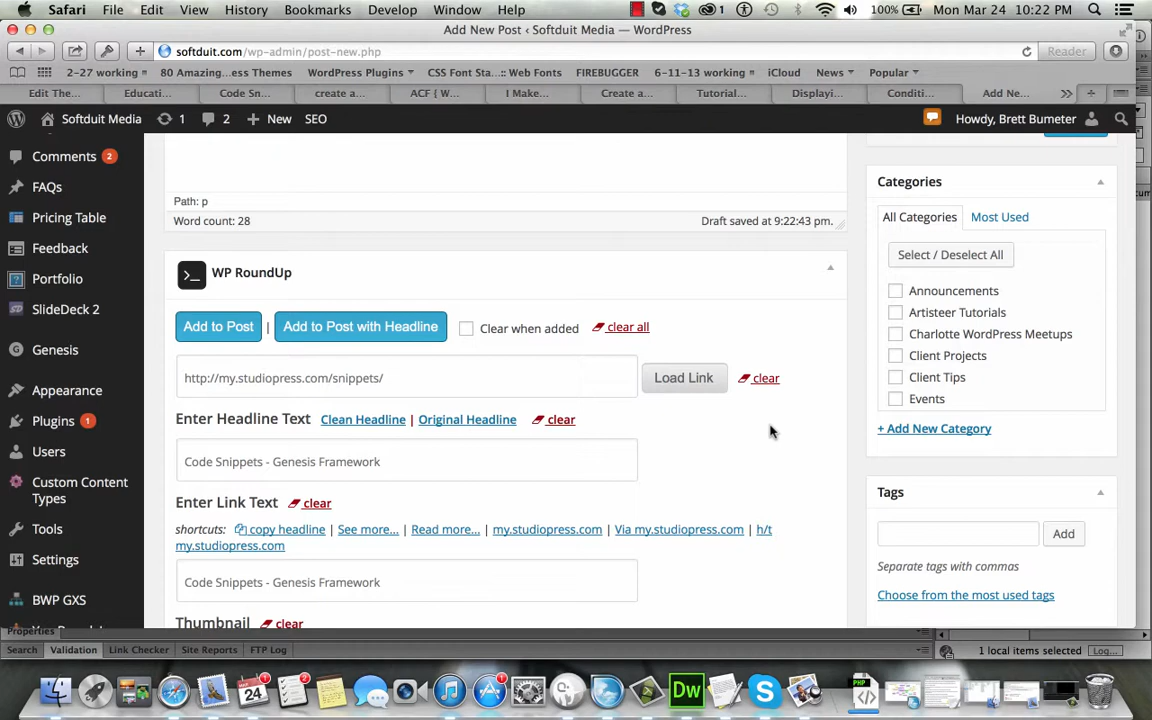 Safari File Edit View History Bookmarks Develop Window Help 1 100% Mon Mar 24 10:22 PM
Add New Post ‹ Softduit Media — WordPress
softduit.com/wp-admin/post-new.php Reader
2-27 working 80 Amazing...ess Themes WordPress Plugins CSS Font Sta...:: Web Fonts FIREBUGGER 6-11-13 working iCloud News Popular
Edit The... Educati... Code Sn... create a... ACF { W... I Make... Create a... Tutorial... Displayi... Conditi... Add Ne...
Softduit Media 1 2 New SEO Howdy, Brett Bumeter
Comments 2
FAQs
Pricing Table
Feedback
Portfolio
SlideDeck 2
Genesis
Appearance
Plugins 1
Users
Custom Content
Types
Tools
Settings
BWP GXS
Path: p
Word count: 28 Draft saved at 9:22:43 pm.
WP RoundUp
Add to Post | Add to Post with Headline Clear when added clear all
http://my.studiopress.com/snippets/ Load Link clear
Enter Headline Text Clean Headline | Original Headline clear
Code Snippets - Genesis Framework
Enter Link Text clear
shortcuts: copy headline | See more... | Read more... | my.studiopress.com | Via my.studiopress.com | h/t
my.studiopress.com
Code Snippets - Genesis Framework
Thumbnail clear
Categories
All Categories Most Used
Select / Deselect All
Announcements
Artisteer Tutorials
Charlotte WordPress Meetups
Client Projects
Client Tips
Events
+ Add New Category
Tags
Add
Separate tags with commas
Choose from the most used tags
Properties
Search Validation Link Checker Site Reports FTP Log 1 local items selected Log...
24 2 1 Dw PHP